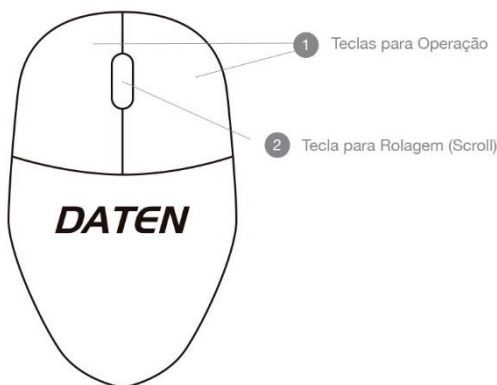 1 Teclas para Operação
2 Tecla para Rolagem (Scroll)
DATEN